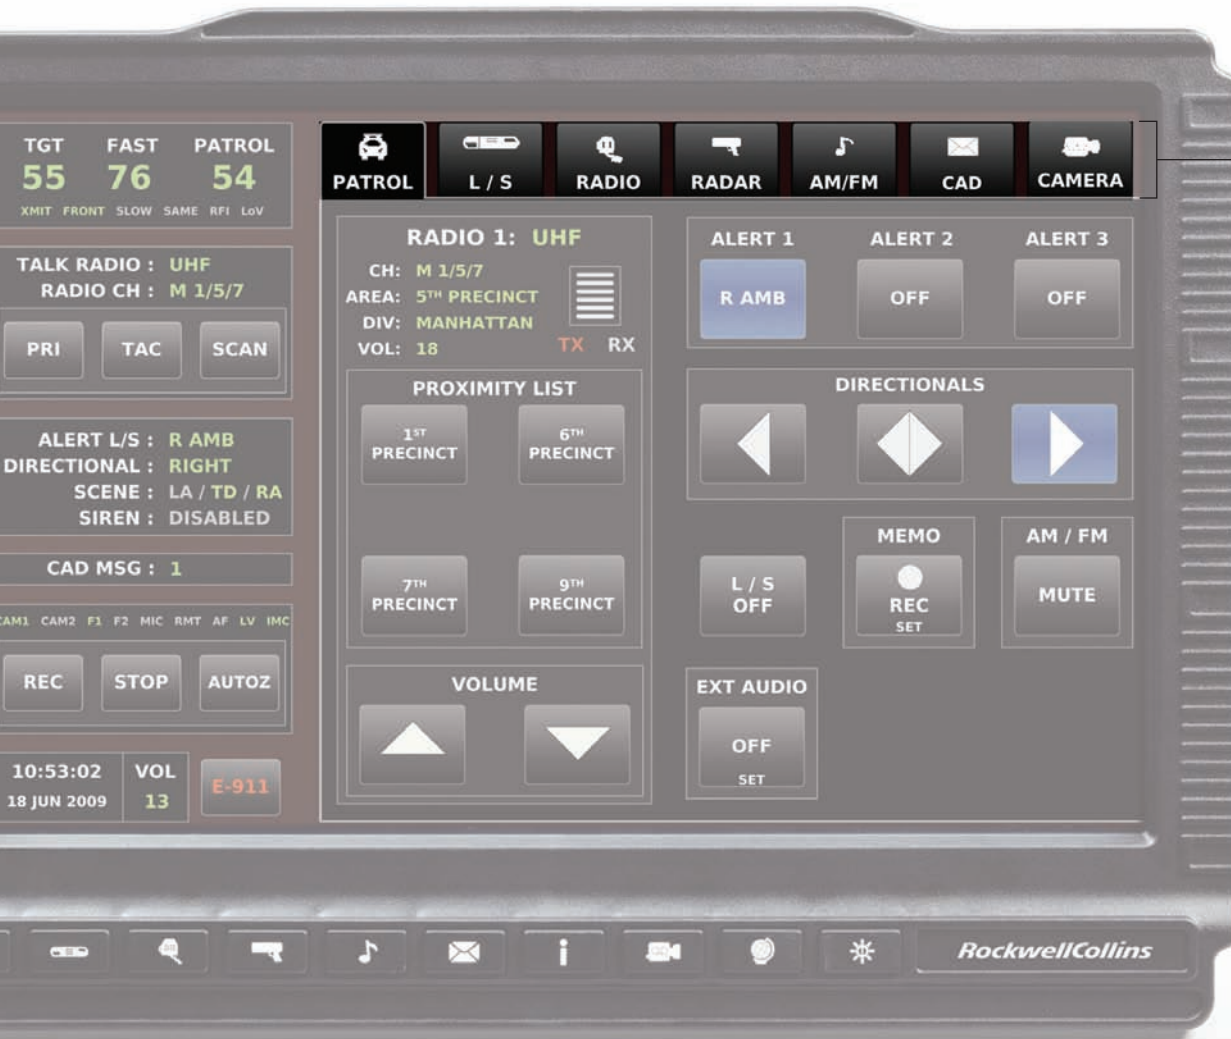 TGT FAST PATROL
55 76 54
XMIT FRONT SLOW SAME RFI LoV
TALK RADIO : UHF
RADIO CH : M 1/5/7
PRI TAC SCAN
ALERT L/S : R AMB
DIRECTIONAL : RIGHT
SCENE : LA / TD / RA
SIREN : DISABLED
CAD MSG : 1
CAM1 CAM2 F1 F2 MIC RMT AF LV IMC
REC STOP AUTOZ
10:53:02
18 JUN 2009
VOL
13
E-911
PATROL L / S RADIO RADAR AM/FM CAD CAMERA
RADIO 1: UHF
CH: M 1/5/7
AREA: 5TH PRECINCT
DIV: MANHATTAN
VOL: 18
TX RX
PROXIMITY LIST
1ST
PRECINCT
6TH
PRECINCT
7TH
PRECINCT
9TH
PRECINCT
VOLUME
ALERT 1 ALERT 2 ALERT 3
R AMB OFF OFF
DIRECTIONALS
L / S
OFF
MEMO
REC
SET
AM / FM
MUTE
EXT AUDIO
OFF
SET
RockwellCollins